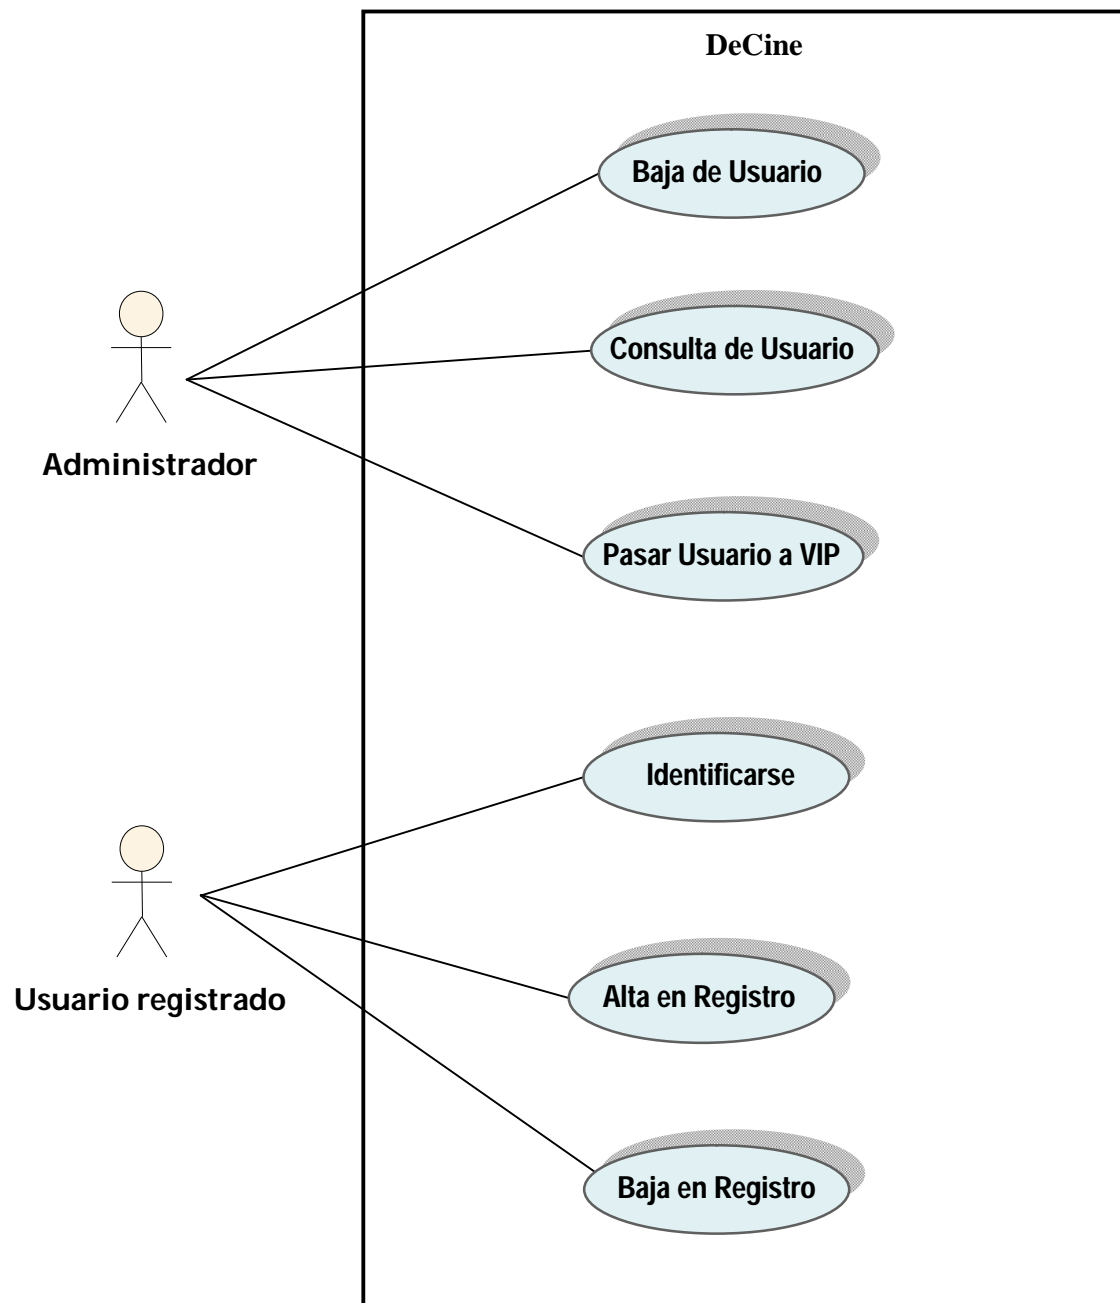 DeCine
Baja de Usuario
Consulta de Usuario
Administrador
Pasar Usuario a VIP
Identificarse
Usuario registrado
Alta en Registro
Baja en Registro